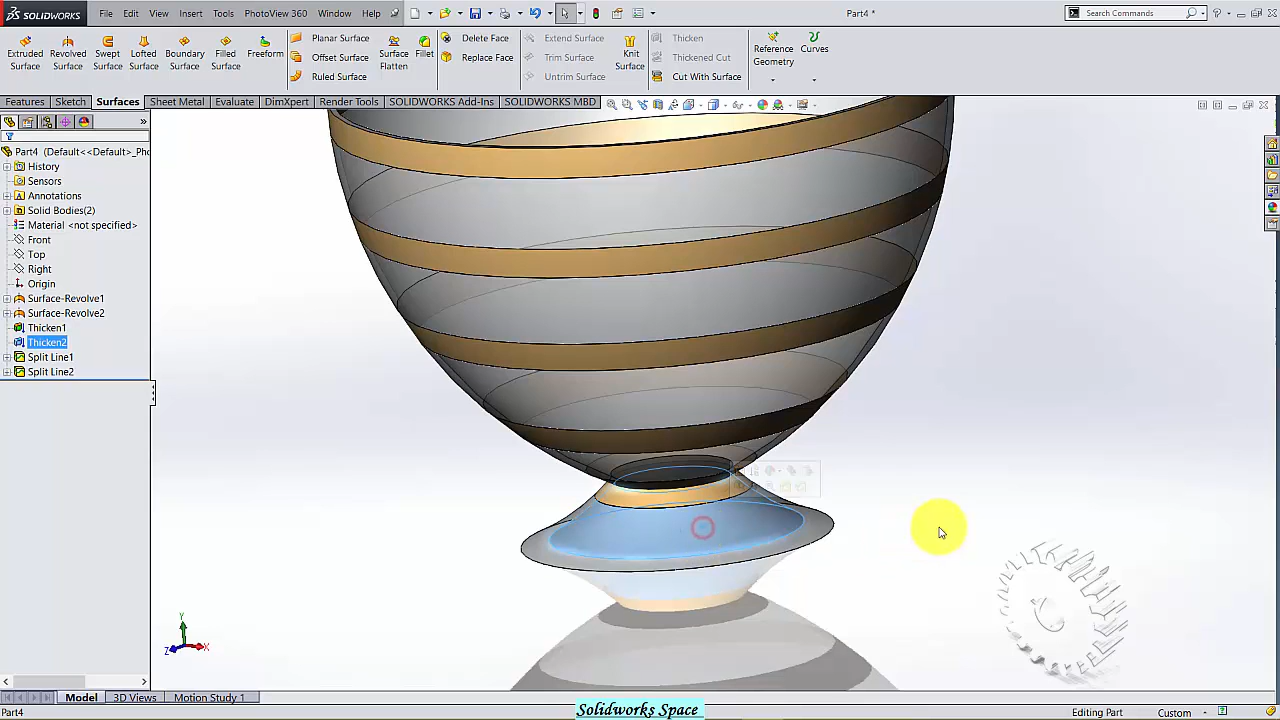 SOLIDWORKS File Edit View Insert Tools PhotoView 360 Window Help Part4 * Search Commands
Extruded Surface
Revolved Surface
Swept Surface
Lofted Surface
Boundary Surface
Filled Surface
Freeform
Planar Surface
Offset Surface
Ruled Surface
Surface Flatten
Fillet
Delete Face
Replace Face
Extend Surface
Trim Surface
Untrim Surface
Knit Surface
Thicken
Thickened Cut
Cut With Surface
Reference Geometry
Curves
Features Sketch Surfaces Sheet Metal Evaluate DimXpert Render Tools SOLIDWORKS Add-Ins SOLIDWORKS MBD
Part4 (Default<<Default>_Pho
History
Sensors
Annotations
Solid Bodies(2)
Material <not specified>
Front
Top
Right
Origin
Surface-Revolve1
Surface-Revolve2
Thicken1
Thicken2
Split Line1
Split Line2
Y
Z X
Model 3D Views Motion Study 1
Solidworks Space
Part4 Editing Part Custom